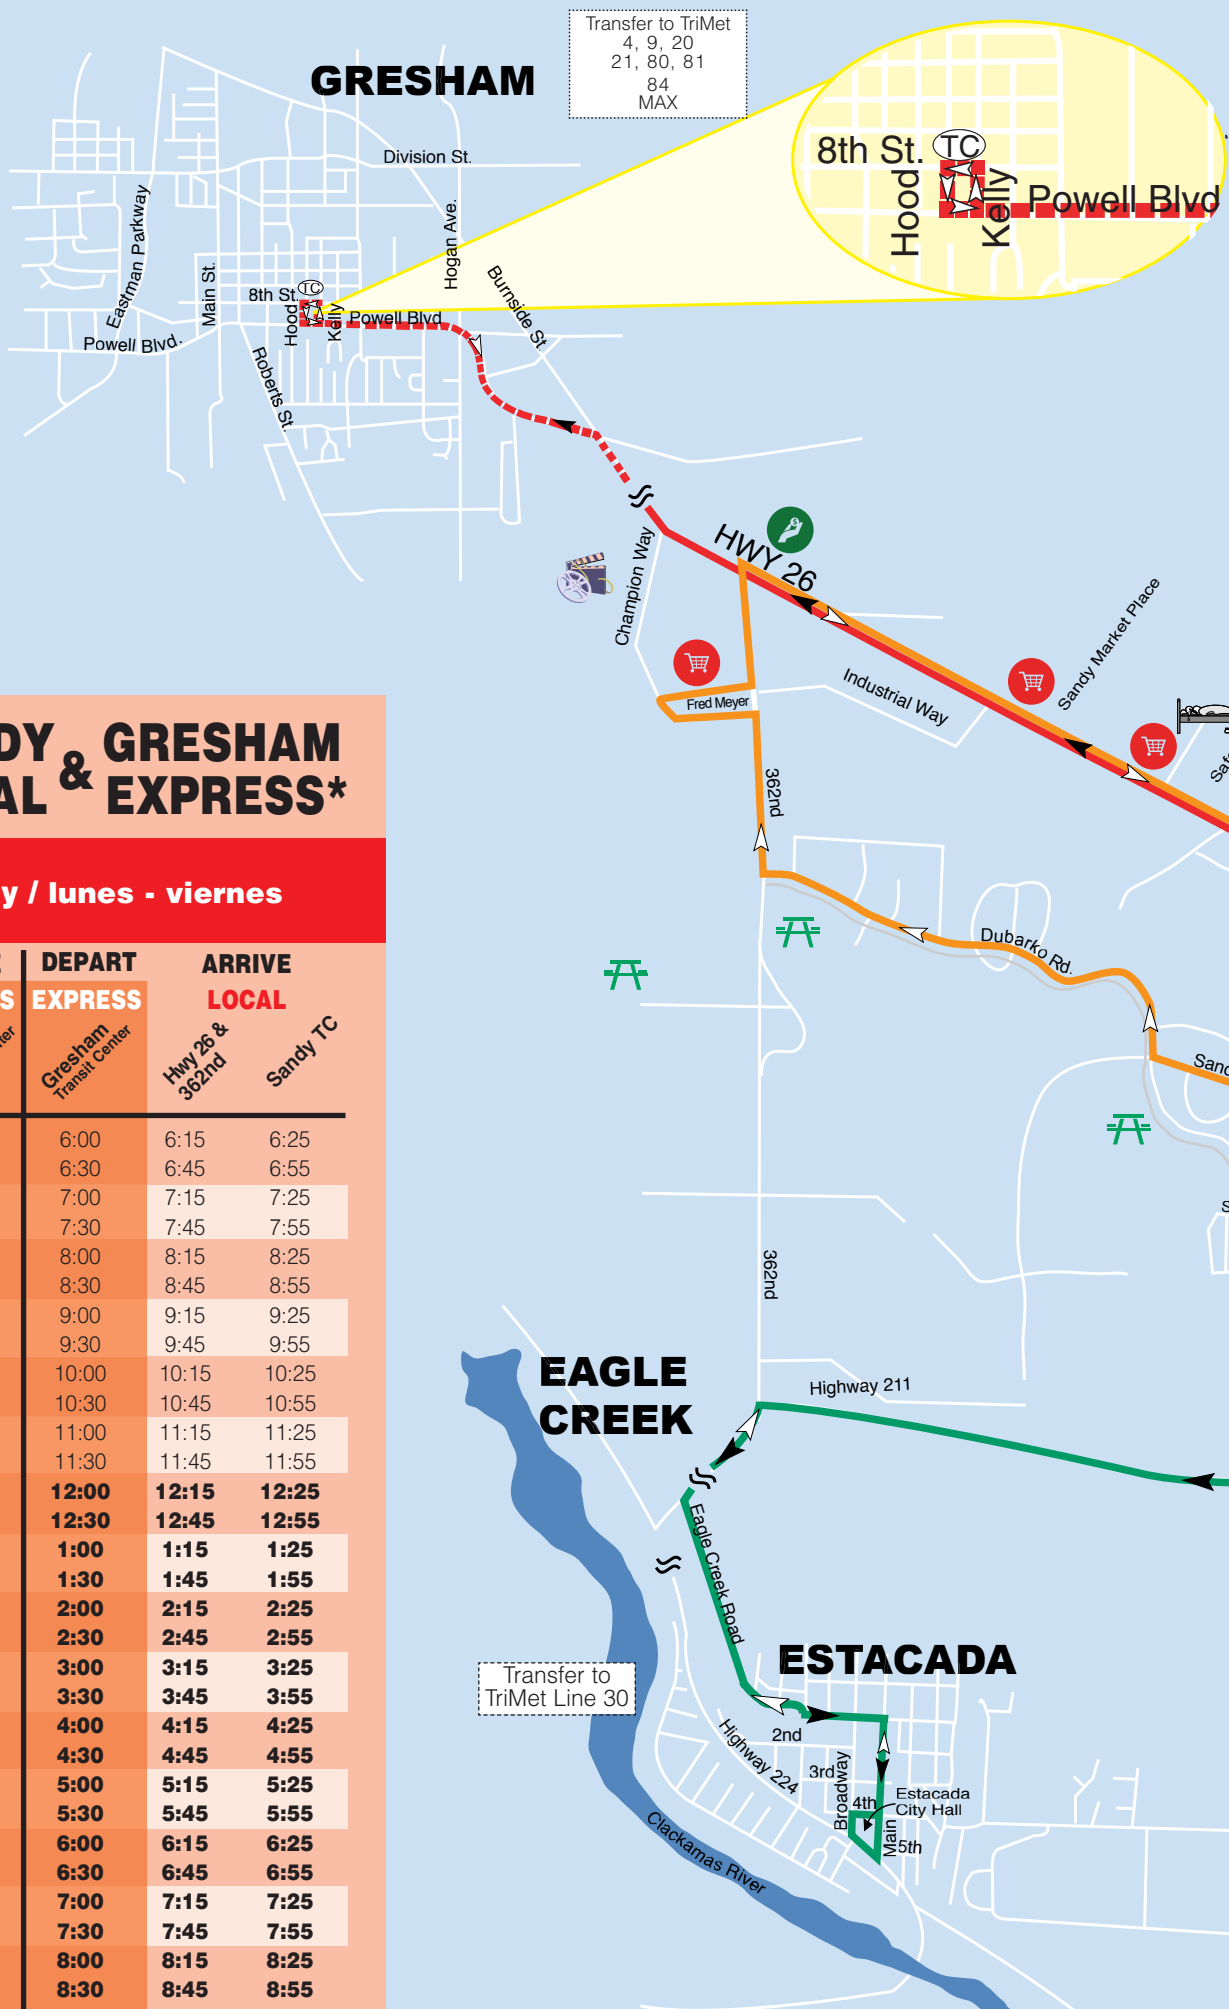 Transfer to TriMet
4, 9, 20
21, 80, 81
84
MAX
GRESHAM
8th St.
TC
Hood
Kelly
Powell Blvd
Division St.
Eastman Parkway
Main St.
Hogan Ave.
Burnside St.
8th St.
TC
Hood
Kelly
Powell Blvd
Powell Blvd.
Roberts St.
Champion Way
HWY 26
Sandy Market Place
Industrial Way
Fred Meyer
362nd
Dubarko Rd.
362nd
EAGLE
CREEK
Highway 211
Eagle Creek Road
ESTACADA
Transfer to
TriMet Line 30
2nd
Highway 224
3rd
Broadway
4th
Estacada
City Hall
Main
5th
Clackamas River
DY & GRESHAM
AL EXPRESS*
y / lunes - viernes
DEPART ARRIVE
S EXPRESS LOCAL
Gresham
Transit Center
Hwy 26 &
362nd
Sandy TC
6:00 6:15 6:25
6:30 6:45 6:55
7:00 7:15 7:25
7:30 7:45 7:55
8:00 8:15 8:25
8:30 8:45 8:55
9:00 9:15 9:25
9:30 9:45 9:55
10:00 10:15 10:25
10:30 10:45 10:55
11:00 11:15 11:25
11:30 11:45 11:55
12:00 12:15 12:25
12:30 12:45 12:55
1:00 1:15 1:25
1:30 1:45 1:55
2:00 2:15 2:25
2:30 2:45 2:55
3:00 3:15 3:25
3:30 3:45 3:55
4:00 4:15 4:25
4:30 4:45 4:55
5:00 5:15 5:25
5:30 5:45 5:55
6:00 6:15 6:25
6:30 6:45 6:55
7:00 7:15 7:25
7:30 7:45 7:55
8:00 8:15 8:25
8:30 8:45 8:55